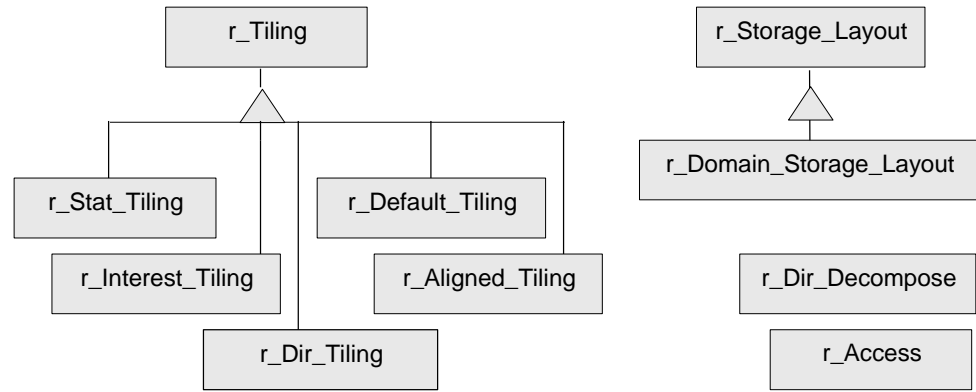 r_Tiling
r_Storage_Layout
r_Domain_Storage_Layout
r_Stat_Tiling
r_Default_Tiling
r_Interest_Tiling
r_Aligned_Tiling
r_Dir_Decompose
r_Dir_Tiling
r_Access